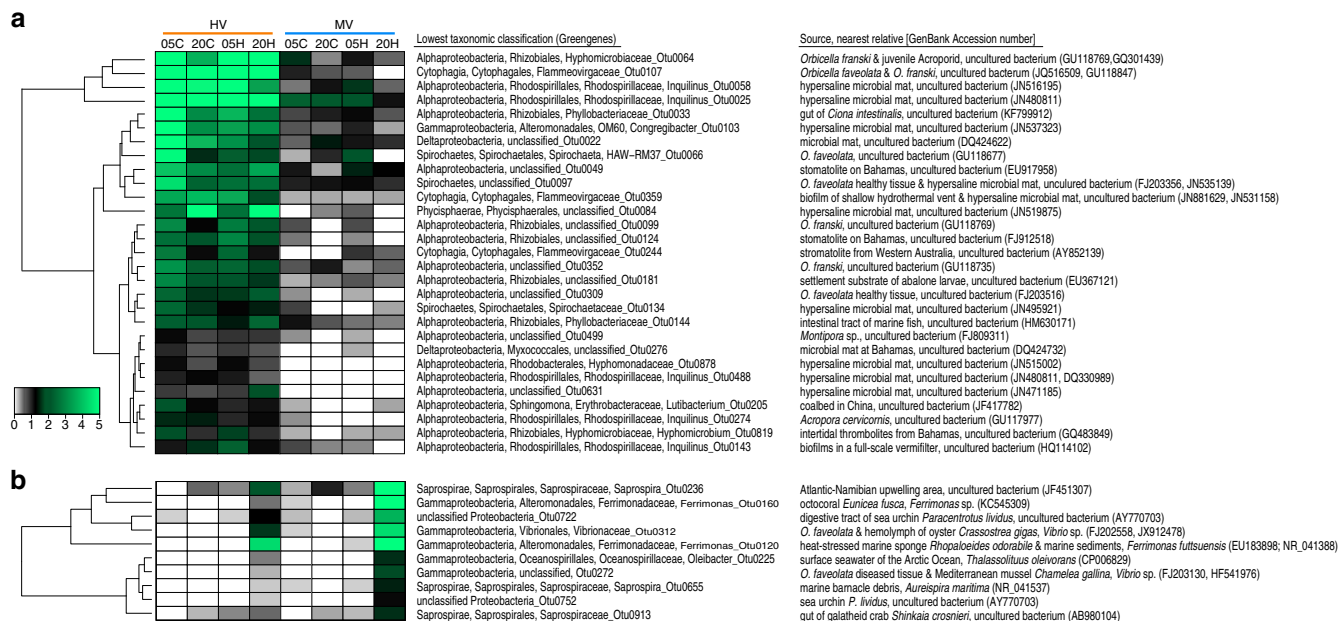 a
HV MV
05C 20C 05H 20H 05C 20C 05H 20H
Lowest taxonomic classification (Greengenes) Source, nearest relative [GenBank Accession number]
Alphaproteobacteria, Rhizobiales, Hyphomicrobiaceae_Otu0064 Orbicella franski & juvenile Acroporid, uncultured bacterium (GU118769,GQ301439)
Cytophagia, Cytophagales, Flammeovirgaceae_Otu0107 Orbicella faveolata & O. franski, uncultured bacterium (JQ516509, GU118847)
Alphaproteobacteria, Rhodospirillales, Rhodospirillaceae, Inquilinus_Otu0058 hypersaline microbial mat, uncultured bacterium (JN516195)
Alphaproteobacteria, Rhodospirillales, Rhodospirillaceae, Inquilinus_Otu0025 hypersaline microbial mat, uncultured bacterium (JN480811)
Alphaproteobacteria, Rhizobiales, Phyllobacteriaceae_Otu0033 gut of Ciona intestinalis, uncultured bacterium (KF799912)
Gammaproteobacteria, Alteromonadales, OM60, Congregibacter_Otu0103 hypersaline microbial mat, uncultured bacterium (JN537323)
Deltaproteobacteria, unclassified_Otu0022 microbial mat, uncultured bacterium (DQ424622)
Spirochaetes, Spirochaetales, Spirochaeta, HAW-RM37_Otu0066 O. faveolata, uncultured bacterium (GU118677)
Alphaproteobacteria, unclassified_Otu0049 stomatolite on Bahamas, uncultured bacterium (EU917958)
Spirochaetes, unclassified_Otu0097 O. faveolata healthy tissue & hypersaline microbial mat, unculured bacterium (FJ203356, JN535139)
Cytophagia, Cytophagales, Flammeovirgaceae_Otu0359 biofilm of shallow hydrothermal vent & hypersaline microbial mat, uncultured bacterium (JN881629, JN531158)
Phycisphaerae, Phycisphaerales, unclassified_Otu0084 hypersaline microbial mat, uncultured bacterium (JN519875)
Alphaproteobacteria, Rhizobiales, unclassified_Otu0099 O. franski, uncultured bacterium (GU118769)
Alphaproteobacteria, Rhizobiales, unclassified_Otu0124 stomatolite on Bahamas, uncultured bacterium (FJ912518)
Cytophagia, Cytophagales, Flammeovirgaceae_Otu0244 stromatolite from Western Australia, uncultured bacterium (AY852139)
Alphaproteobacteria, unclassified_Otu0352 O. franski, uncultured bacterium (GU118735)
Alphaproteobacteria, Rhizobiales, unclassified_Otu0181 settlement substrate of abalone larvae, uncultured bacterium (EU367121)
Alphaproteobacteria, unclassified_Otu0309 O. faveolata healthy tissue, uncultured bacterium (FJ203516)
Spirochaetes, Spirochaetales, Spirochaetaceae_Otu0134 hypersaline microbial mat, uncultured bacterium (JN495921)
Alphaproteobacteria, Rhizobiales, Phyllobacteriaceae_Otu0144 intestinal tract of marine fish, uncultured bacterium (HM630171)
Alphaproteobacteria, unclassified_Otu0499 Montipora sp., uncultured bacterium (FJ809311)
Deltaproteobacteria, Myxococcales, unclassified_Otu0276 microbial mat at Bahamas, uncultured bacterium (DQ424732)
Alphaproteobacteria, Rhodobacterales, Hyphomonadaceae_Otu0878 hypersaline microbial mat, uncultured bacterium (JN515002)
Alphaproteobacteria, Rhodospirillales, Rhodospirillaceae, Inquilinus_Otu0488 hypersaline microbial mat, uncultured bacterium (JN480811, DQ330989)
Alphaproteobacteria, unclassified_Otu0631 hypersaline microbial mat, uncultured bacterium (JN471185)
Alphaproteobacteria, Sphingomona, Erythrobacteraceae, Lutibacterium_Otu0205 coalbed in China, uncultured bacterium (JF417782)
Alphaproteobacteria, Rhodospirillales, Rhodospirillaceae, Inquilinus_Otu0274 Acropora cervicornis, uncultured bacterium (GU117977)
Alphaproteobacteria, Rhizobiales, Hyphomicrobiaceae, Hyphomicrobium_Otu0819 intertidal thrombolites from Bahamas, uncultured bacterium (GQ483849)
Alphaproteobacteria, Rhodospirillales, Rhodospirillaceae, Inquilinus_Otu0143 biofilms in a full-scale vermifilter, uncultured bacterium (HQ114102)
0 1 2 3 4 5
b
Saprospirae, Saprospirales, Saprospiraceae, Saprospira_Otu0236 Atlantic-Namibian upwelling area, uncultured bacterium (JF451307)
Gammaproteobacteria, Alteromonadales, Ferrimonadaceae, Ferrimonas_Otu0160 octocoral Eunicea fusca, Ferrimonas sp. (KC545309)
unclassified Proteobacteria_Otu0722 digestive tract of sea urchin Paracentrotus lividus, uncultured bacterium (AY770703)
Gammaproteobacteria, Vibrionales, Vibrionaceae_Otu0312 O. faveolata & hemolymph of oyster Crassostrea gigas, Vibrio sp. (FJ202558, JX912478)
Gammaproteobacteria, Alteromonadales, Ferrimonadaceae, Ferrimonas_Otu0120 heat-stressed marine sponge Rhopaloeides odorabile & marine sediments, Ferrimonas futtsuensis (EU183898; NR_041388)
Gammaproteobacteria, Oceanospirillales, Oceanospirillaceae, Oleibacter_Otu0225 surface seawater of the Arctic Ocean, Thalassolituus oleivorans (CP006829)
Gammaproteobacteria, unclassified, Otu0272 O. faveolata diseased tissue & Mediterranean mussel Chamelea gallina, Vibrio sp. (FJ203130, HF541976)
Saprospirae, Saprospirales, Saprospiraceae_Otu0655 marine barnacle debris, Aureispira maritima (NR_041537)
unclassified Proteobacteria_Otu0752 sea urchin P. lividus, uncultured bacterium (AY770703)
Saprospirae, Saprospirales, Saprospiraceae_Otu0913 gut of galatheid crab Shinkaia crosnieri, uncultured bacterium (AB980104)